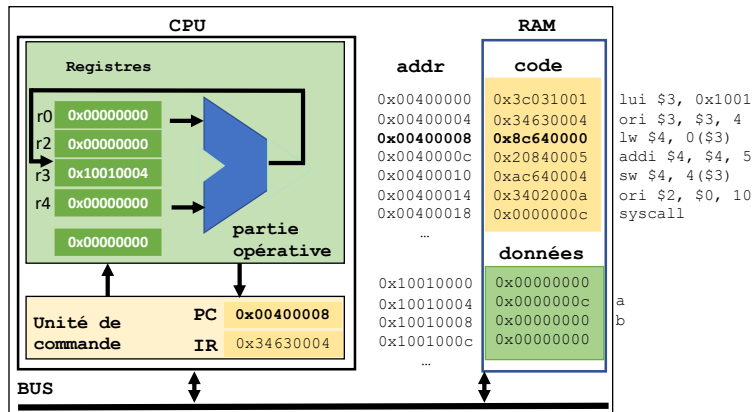 CPU
RAM
Registres
addr
code
r0 0x00000000
r2 0x00000000
r3 0x10010004
r4 0x00000000
0x00000000
partie
opérative
Unité de
commande
PC 0x00400008
IR 0x34630004
0x00400000 0x3c031001 lui $3, 0x1001
0x00400004 0x34630004 ori $3, $3, 4
0x00400008 0x8c640000 lw $4, 0($3)
0x0040000c 0x20840005 addi $4, $4, 5
0x00400010 0xac640004 sw $4, 4($3)
0x00400014 0x3402000a ori $2, $0, 10
0x00400018 0x0000000c syscall
…
données
0x10010000 0x00000000
0x10010004 0x0000000c a
0x10010008 0x00000000 b
0x1001000c 0x00000000
…
BUS